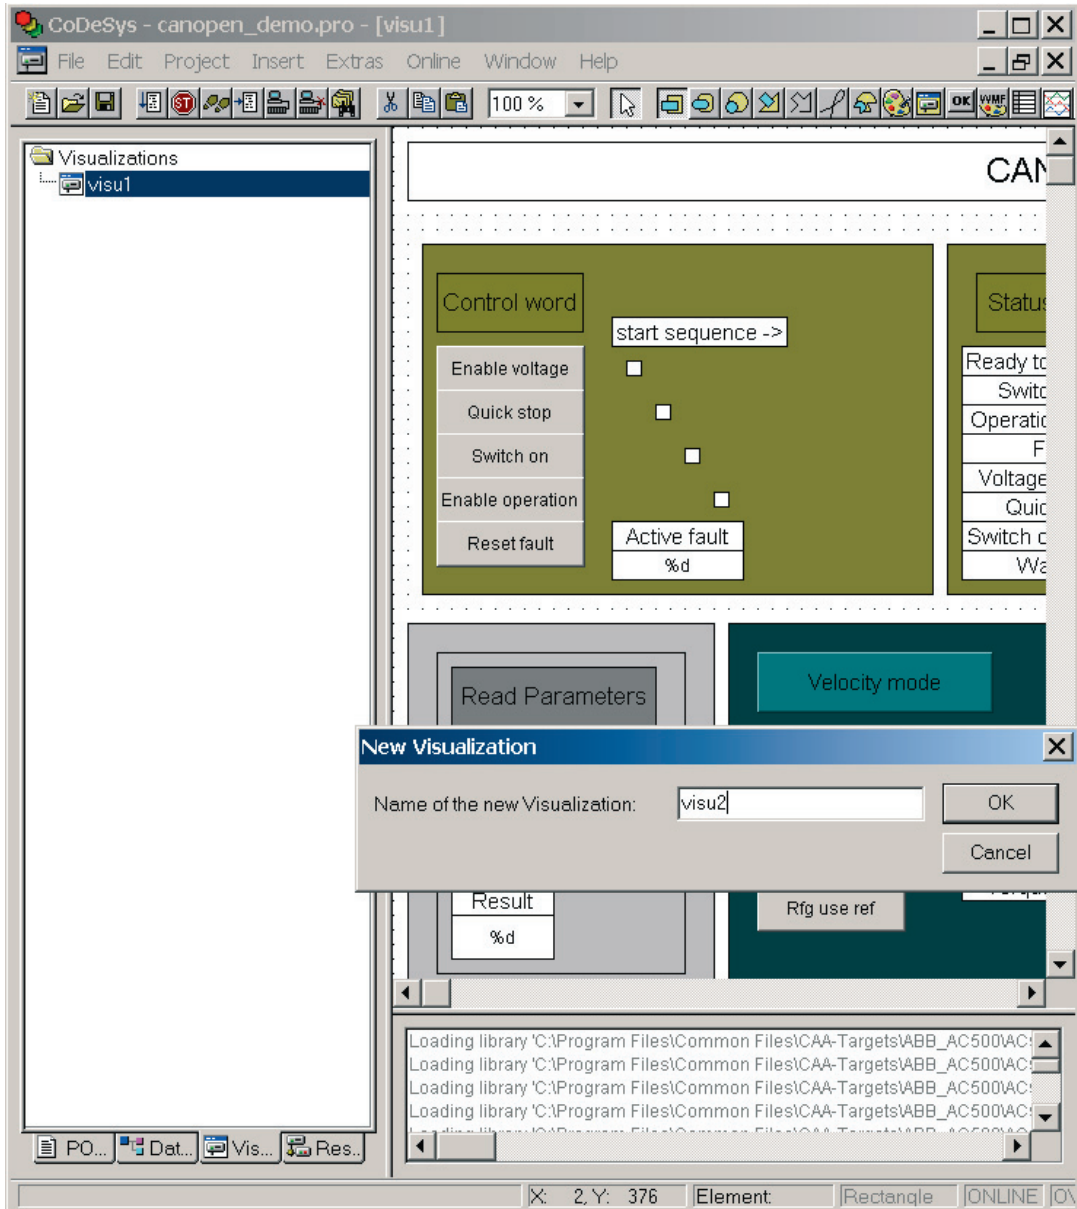 CoDeSys - canopen_demo.pro - [visu1]
File Edit Project Insert Extras Online Window Help
STOP
100 %
OK
WMF
Visualizations
visu1
CAN
Control word
start sequence ->
Enable voltage
Quick stop
Switch on
Enable operation
Reset fault
Active fault
%d
Status
Ready to
Switc
Operatio
F
Voltage
Quic
Switch o
Wa
Read Parameters
Velocity mode
New Visualization
Name of the new Visualization:
visu2
OK
Cancel
Result
%d
Rfg use ref
Loading library 'C:\Program Files\Common Files\CAA-Targets\ABB_AC500\AC
Loading library 'C:\Program Files\Common Files\CAA-Targets\ABB_AC500\AC
Loading library 'C:\Program Files\Common Files\CAA-Targets\ABB_AC500\AC
Loading library 'C:\Program Files\Common Files\CAA-Targets\ABB_AC500\AC
PO... Dat... Vis... Res..
X: 2, Y: 376 Element: Rectangle ONLINE